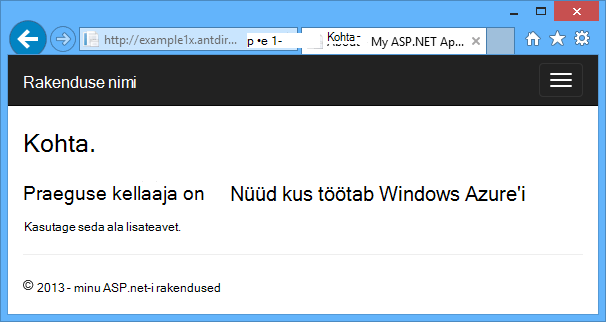 http://example1x.antdir... p •e 1-
Kohta - My ASP.NET Ap...
Rakenduse nimi
Kohta.
Praeguse kellaaja on Nüüd kus töötab Windows Azure'i
Kasutage seda ala lisateavet.
© 2013 - minu ASP.net-i rakendused